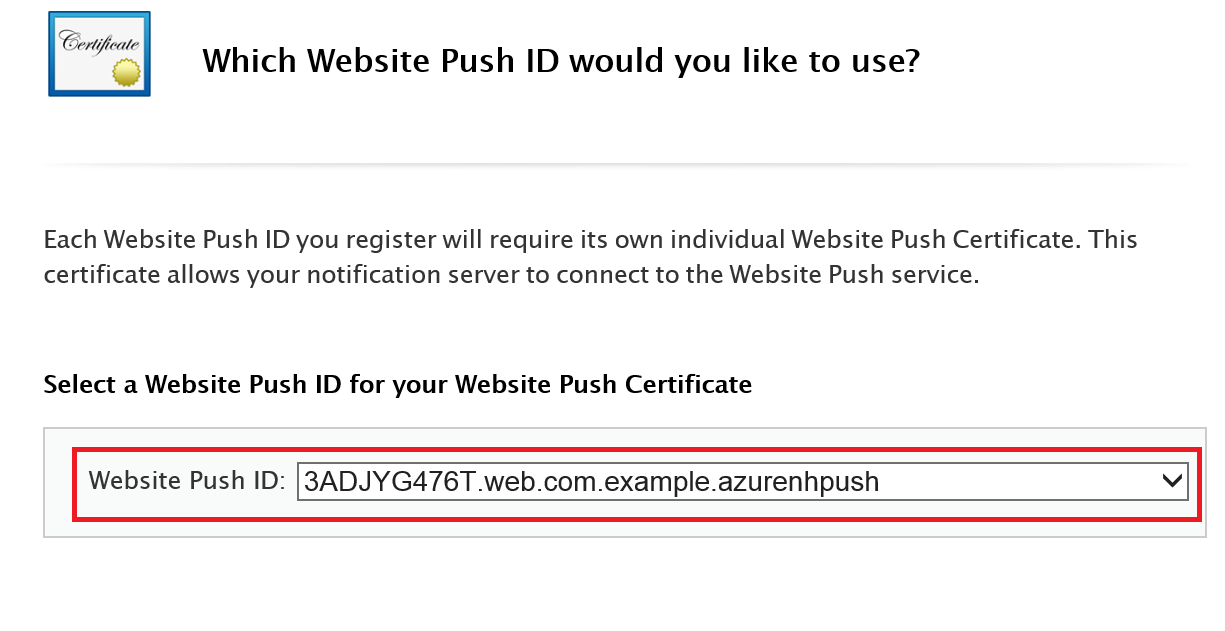 Certificate
Which Website Push ID would you like to use?
Each Website Push ID you register will require its own individual Website Push Certificate. This
certificate allows your notification server to connect to the Website Push service.
Select a Website Push ID for your Website Push Certificate
Website Push ID: 3ADJYG476T.web.com.example.azurenhpush